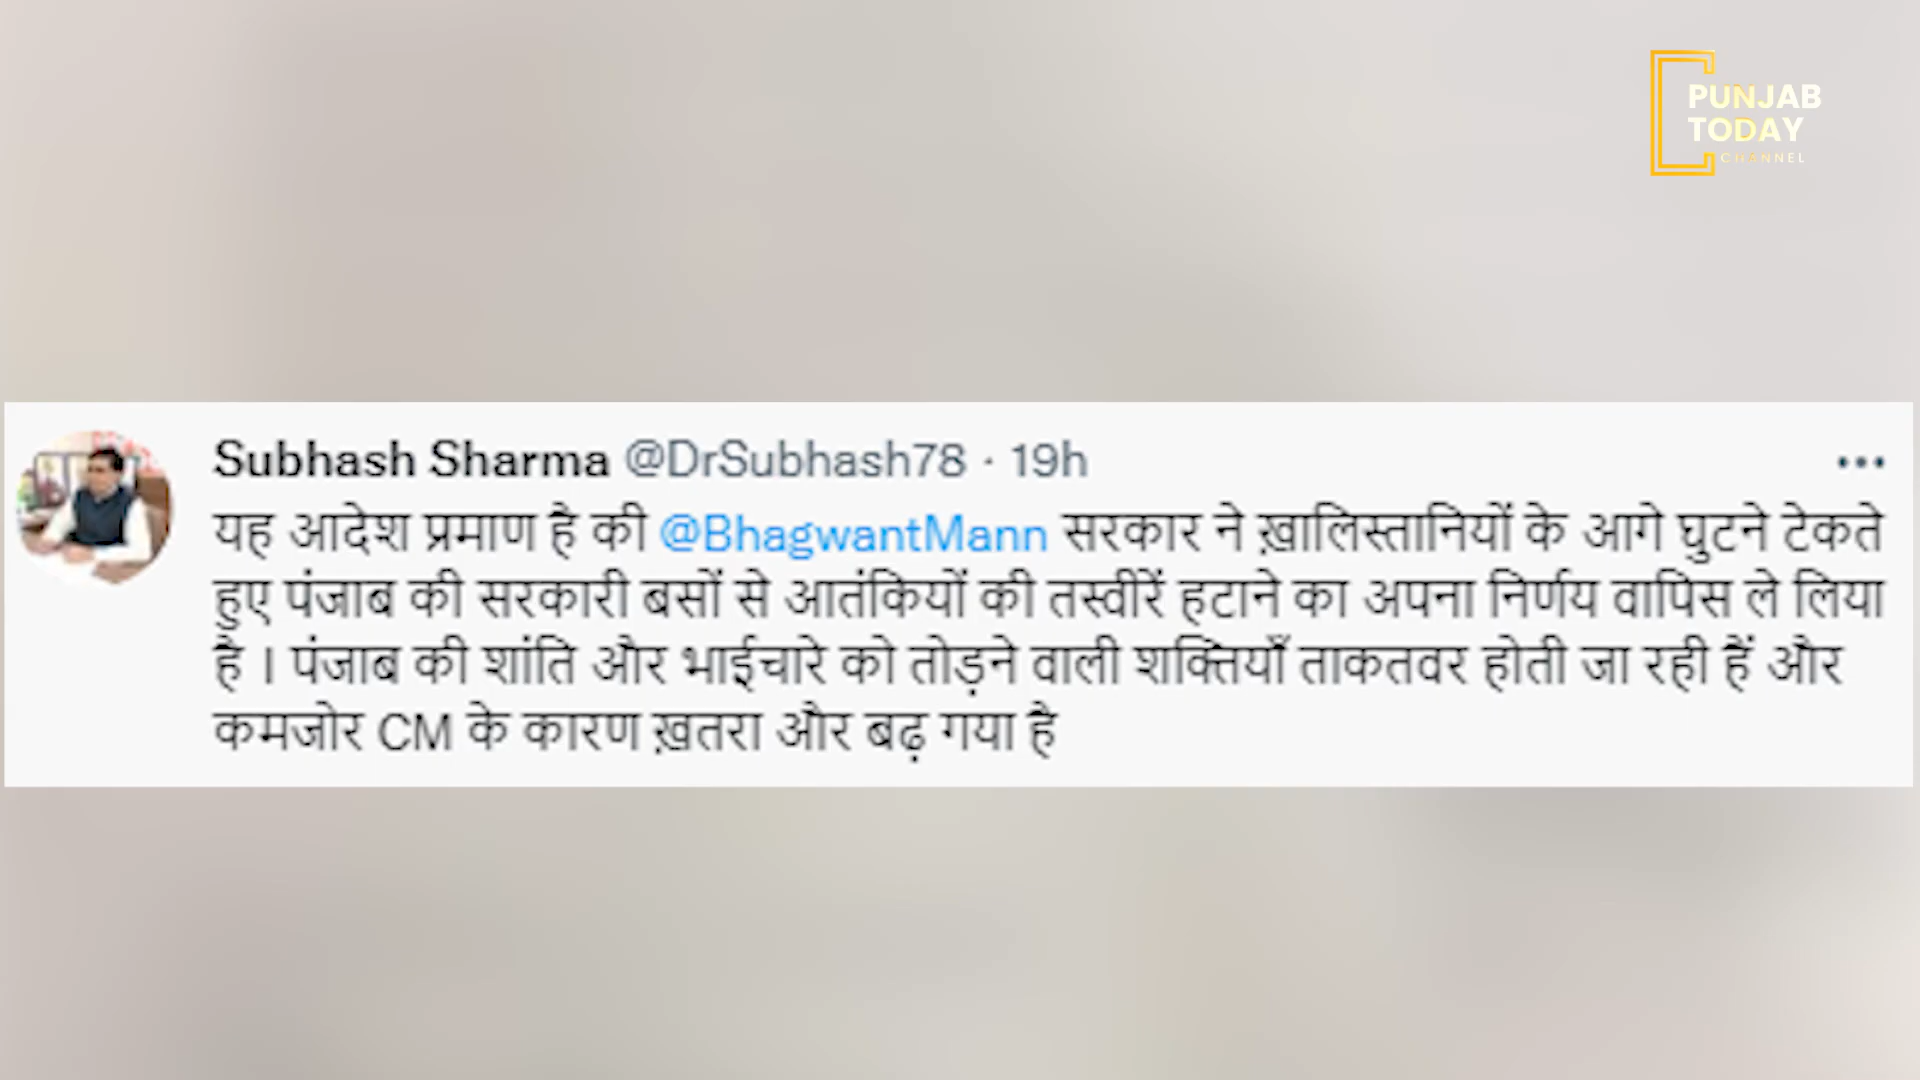 PUNJAB
TODAY
CHANNEL
Subhash Sharma @DrSubhash78 · 19h
यह आदेश प्रमाण है की @BhagwantMann सरकार ने ख़ालिस्तानियों के आगे घुटने टेकते
हुए पंजाब की सरकारी बसों से आतंकियों की तस्वीरें हटाने का अपना निर्णय वापिस ले लिया
है । पंजाब की शांति और भाईचारे को तोड़ने वाली शक्तियाँ ताकतवर होती जा रही हैं और
कमजोर CM के कारण ख़तरा और बढ़ गया है